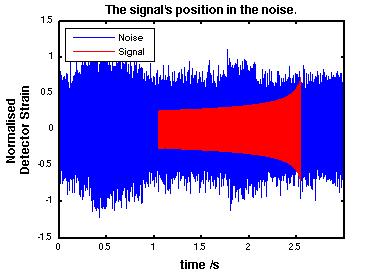 The signal's position in the noise.
Noise
Signal
1.5
1
0.5
0
-0.5
-1
-1.5
Normalised
Detector Strain
0 0.5 1 1.5 2 2.5
time /s